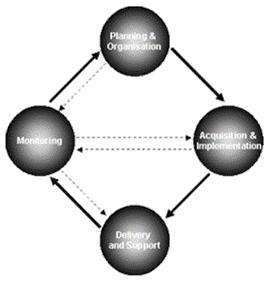 Planning &
Organisation
Monitoring
Acquisition &
Implementation
Delivery
and Support